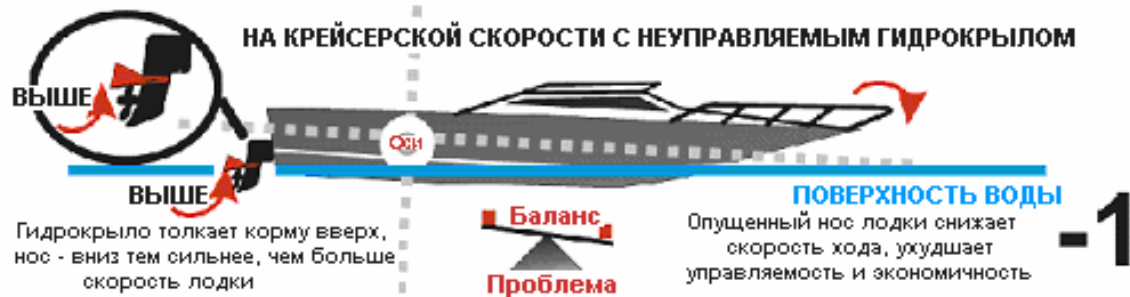 НА КРЕЙСЕРСКОЙ СКОРОСТИ С НЕУПРАВЛЯЕМЫМ ГИДРОКРЫЛОМ
ВЫШЕ
Оси
ВЫШЕ
ПОВЕРХНОСТЬ ВОДЫ
Гидрокрыло толкает корму вверх,
нос - вниз тем сильнее, чем больше
скорость лодки
Баланс
Проблема
Опущенный нос лодки снижает
скорость хода, ухудшает
управляемость и экономичность
-1